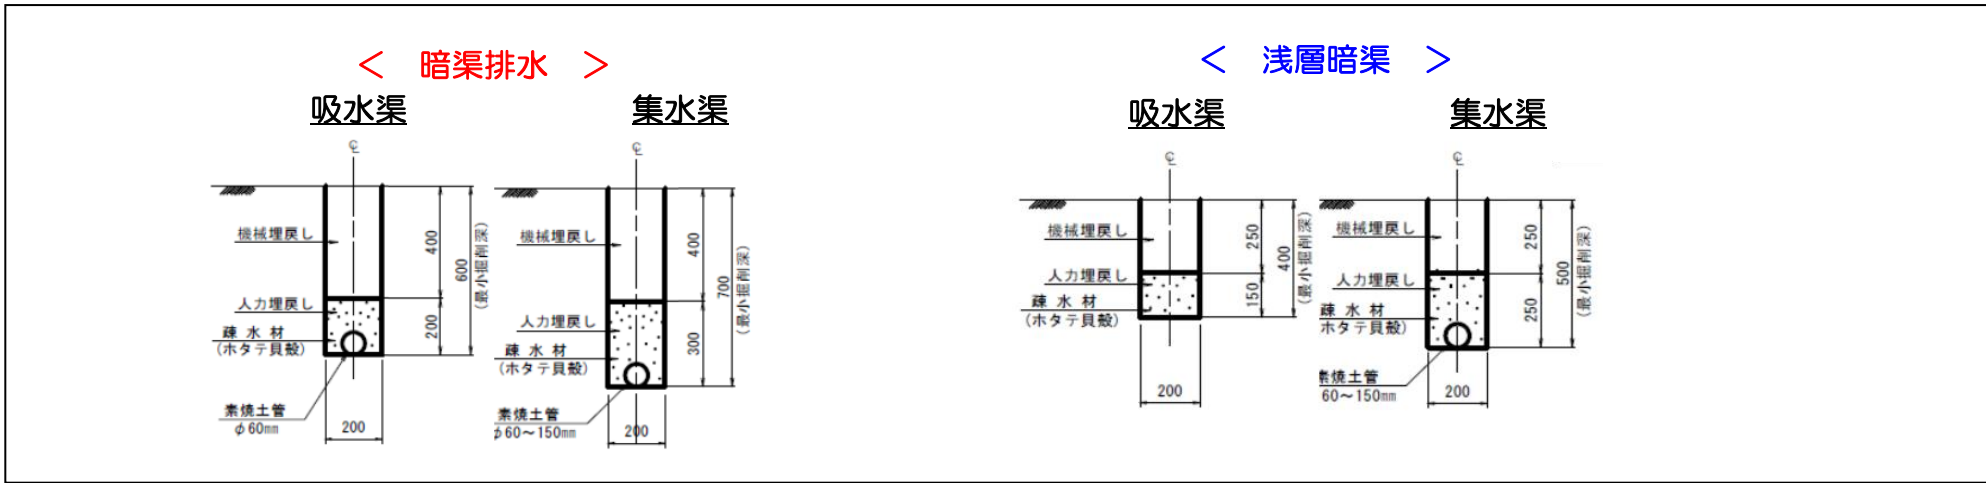 ＜　暗渠排水　＞
吸水渠
集水渠
℄
機械埋戻し
人力埋戻し
疎 水 材
(ホタテ貝殻)
素焼土管
φ60㎜
400
200
600
(最小掘削深)
200
℄
機械埋戻し
人力埋戻し
疎 水 材
(ホタテ貝殻)
素焼土管
φ60～150㎜
400
300
700
(最小掘削深)
200
＜　浅層暗渠　＞
吸水渠
集水渠
℄
機械埋戻し
人力埋戻し
疎 水 材
(ホタテ貝殻)
250
150
400
(最小掘削深)
200
℄
機械埋戻し
人力埋戻し
疎 水 材
ホタテ貝殻)
素焼土管
60～150㎜
250
250
500
(最小掘削深)
200